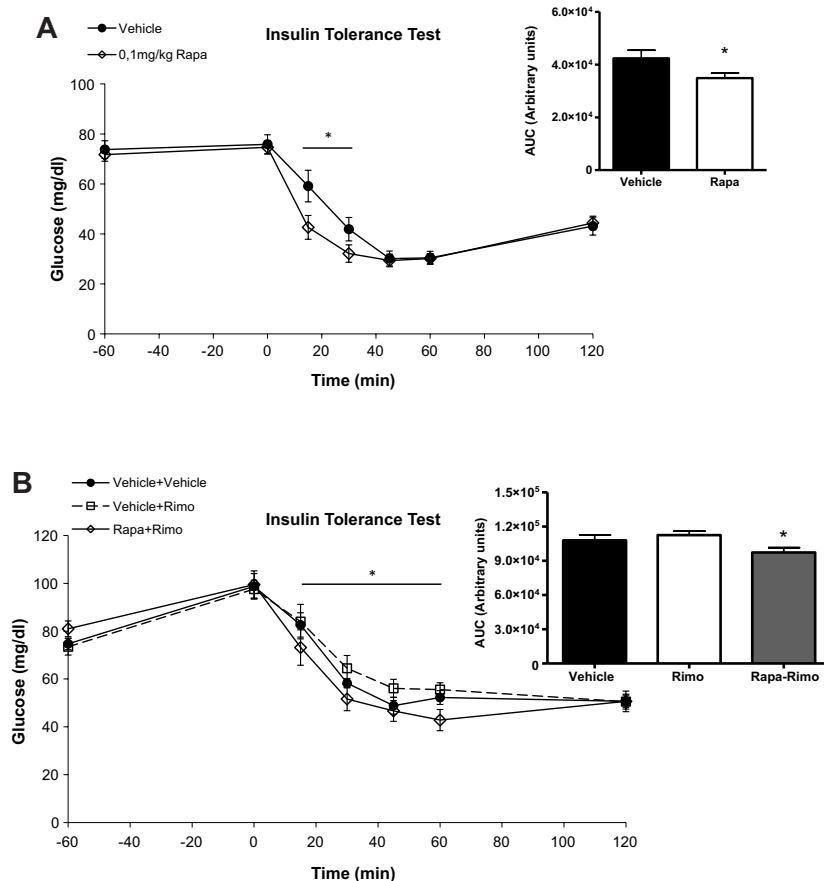 A
Vehicle
0,1mg/kg Rapa
Insulin Tolerance Test
Glucose (mg/dl)
100
80
60
40
20
0
*
-60
0
20
40
60
80
100
120
Time (min)
AUC (Arbitrary units)
6.0×10⁴
4.0×10⁴
2.0×10⁴
0
*
Vehicle
Rapa
B
Vehicle+Vehicle
Vehicle+Rimo
Rapa+Rimo
Insulin Tolerance Test
Glucose (mg/dl)
120
100
80
60
40
20
0
*
-60
0
20
40
60
80
100
120
Time (min)
AUC (Arbitrary units)
1.5×10⁵
1.2×10⁵
9.0×10⁴
6.0×10⁴
3.0×10⁴
0
*
Vehicle
Rimo
Rapa-Rimo